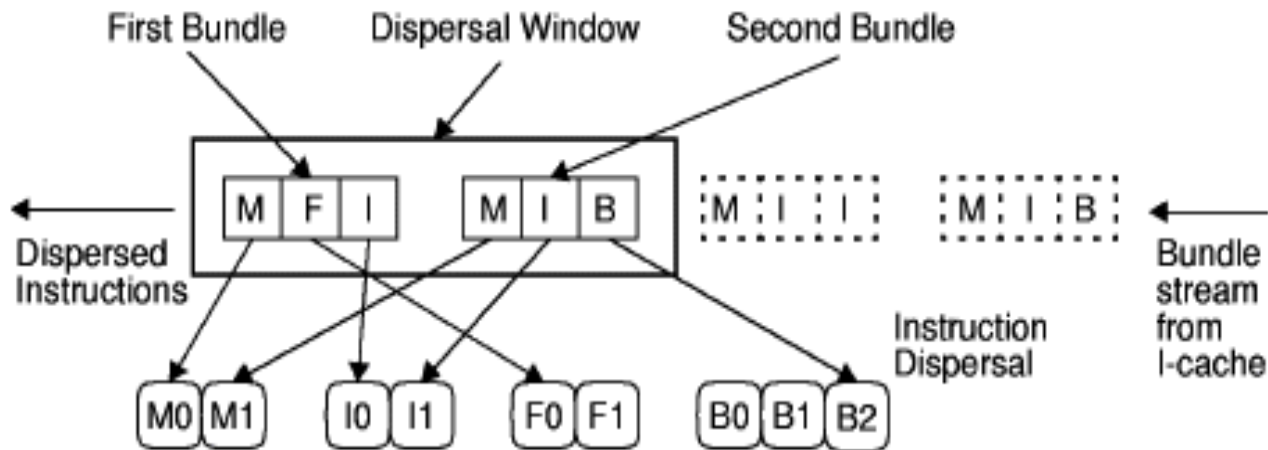 First Bundle Dispersal Window Second Bundle
M F I M I B M I I M I B
Dispersed
Instructions
Bundle
stream
from
I-cache
Instruction
Dispersal
M0 M1 I0 I1 F0 F1 B0 B1 B2